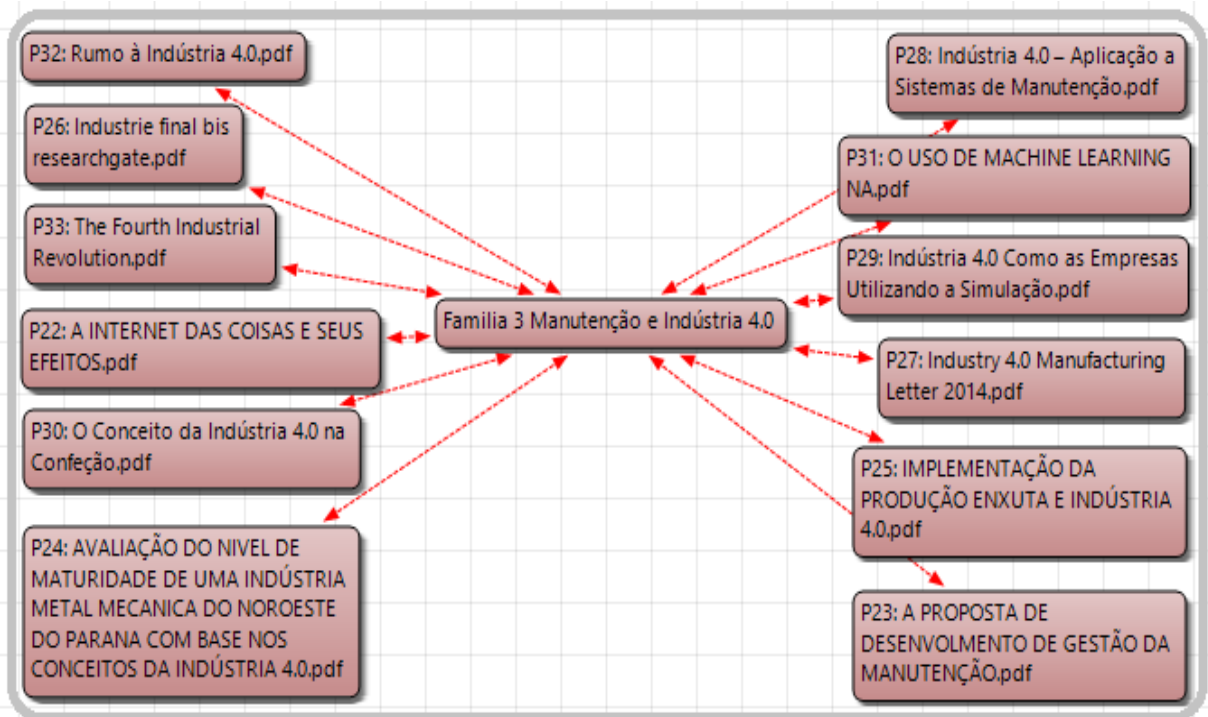 P32: Rumo à Indústria 4.0.pdf
P26: Industrie final bis
researchgate.pdf
P33: The Fourth Industrial
Revolution.pdf
P22: A INTERNET DAS COISAS E SEUS
EFEITOS.pdf
P30: O Conceito da Indústria 4.0 na
Confeção.pdf
P24: AVALIAÇÃO DO NIVEL DE
MATURIDADE DE UMA INDÚSTRIA
METAL MECANICA DO NOROESTE
DO PARANA COM BASE NOS
CONCEITOS DA INDÚSTRIA 4.0.pdf
Familia 3 Manutenção e Indústria 4.0
P28: Indústria 4.0 – Aplicação a
Sistemas de Manutenção.pdf
P31: O USO DE MACHINE LEARNING
NA.pdf
P29: Indústria 4.0 Como as Empresas
Utilizando a Simulação.pdf
P27: Industry 4.0 Manufacturing
Letter 2014.pdf
P25: IMPLEMENTAÇÃO DA
PRODUÇÃO ENXUTA E INDÚSTRIA
4.0.pdf
P23: A PROPOSTA DE
DESENVOLMENTO DE GESTÃO DA
MANUTENÇÃO.pdf